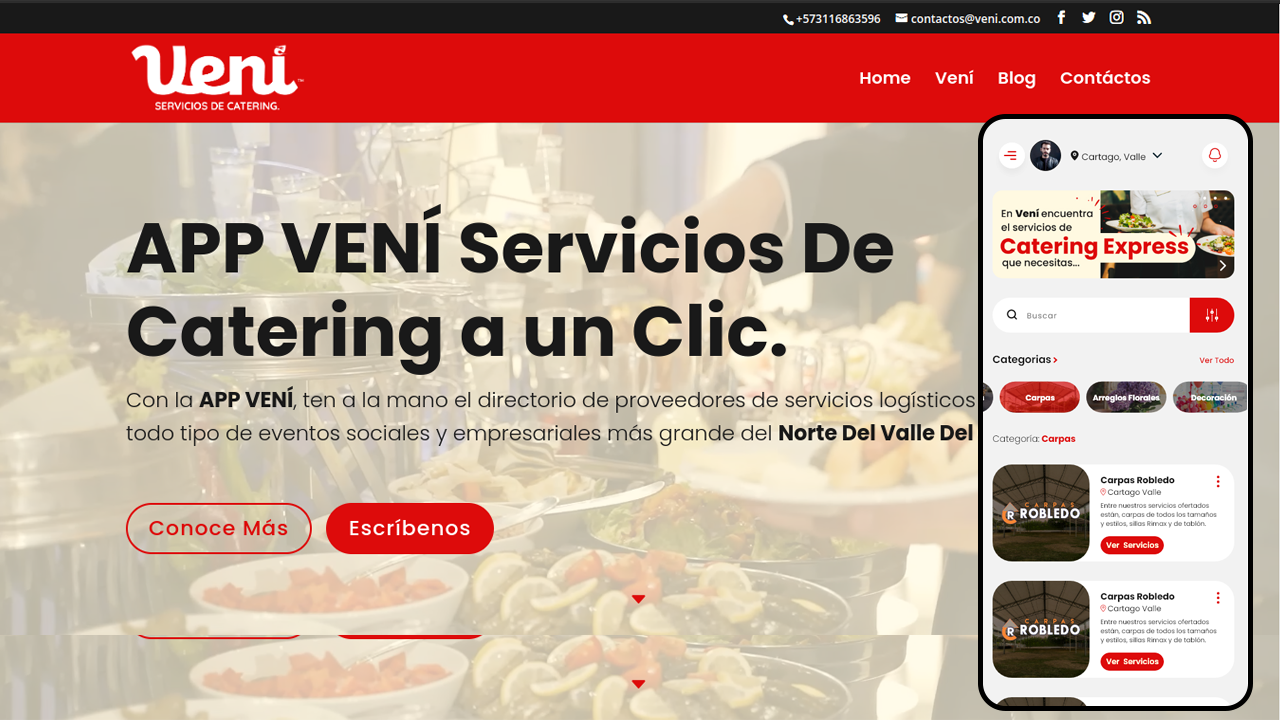 +573116863596
contactos@veni.com.co
Vení™
SERVICIOS DE CATERING.
Home
Vení
Blog
Contáctos
APP VENÍ Servicios De
Catering a un Clic.
Con la APP VENÍ, ten a la mano el directorio de proveedores de servicios logísticos
todo tipo de eventos sociales y empresariales más grande del Norte Del Valle Del
Conoce Más
Escríbenos
Cartago, Valle
En Vení encuentra
el servicios de
Catering Express
que necesitas...
Buscar
Categorías >
Ver Todo
Carpas
Arreglos Florales
Decoración
Categoría: Carpas
CARPAS
R ROBLEDO
Carpas Robledo
Cartago Valle
Entre nuestros servicios ofertados
están, carpas de todos los tamaños
y estilos, sillas Rimax y de tablón.
Ver Servicios
CARPAS
R ROBLEDO
Carpas Robledo
Cartago Valle
Entre nuestros servicios ofertados
están, carpas de todos los tamaños
y estilos, sillas Rimax y de tablón.
Ver Servicios